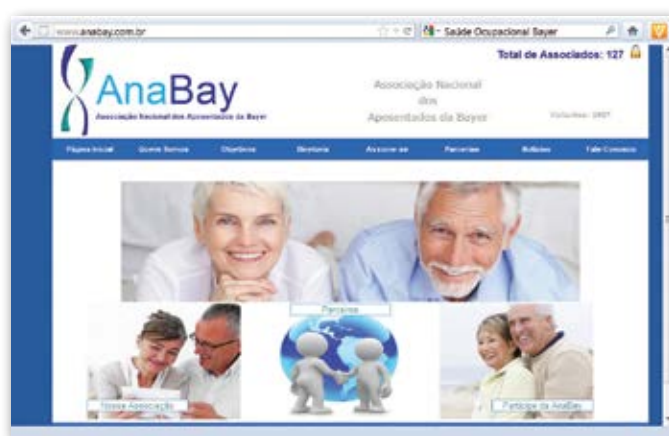 www.anabay.com.br
Saúde Ocupacional Bayer
Total de Associados: 127
AnaBay
Associação Nacional dos Aposentados da Bayer
Associação Nacional
dos
Aposentados da Bayer
Página Inicial
Quem Somos
Objetivos
Diretoria
Associe-se
Parcerias
Notícias
Fale Conosco
Parcerias
Nossa Associação
Participe da AnaBay